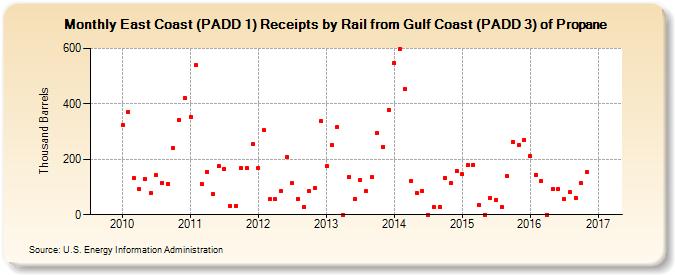 Monthly East Coast (PADD 1) Receipts by Rail from Gulf Coast (PADD 3) of Propane
Thousand Barrels
600
400
200
0
2010 2011 2012 2013 2014 2015 2016 2017
Source: U.S. Energy Information Administration